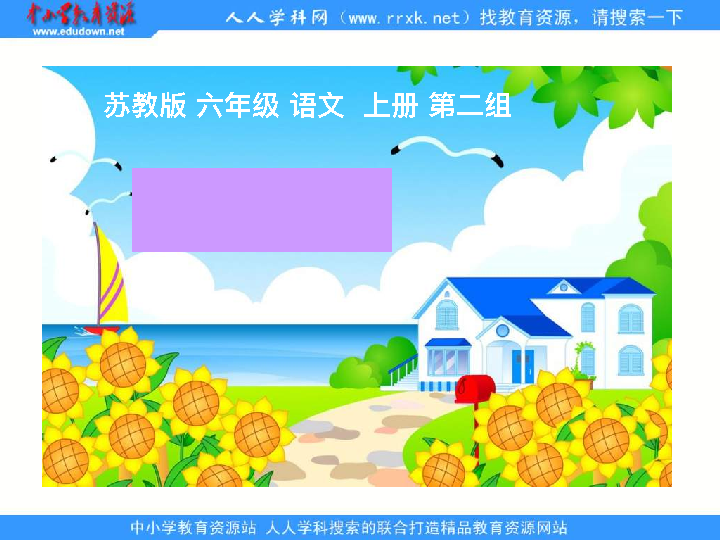 中小学教育资源
www.edudown.net
人人学科网（www.rrxk.net）找教育资源，请搜索一下
苏教版 六年级 语文 上册 第二组
中小学教育资源站 人人学科搜索的联合打造精品教育资源网站